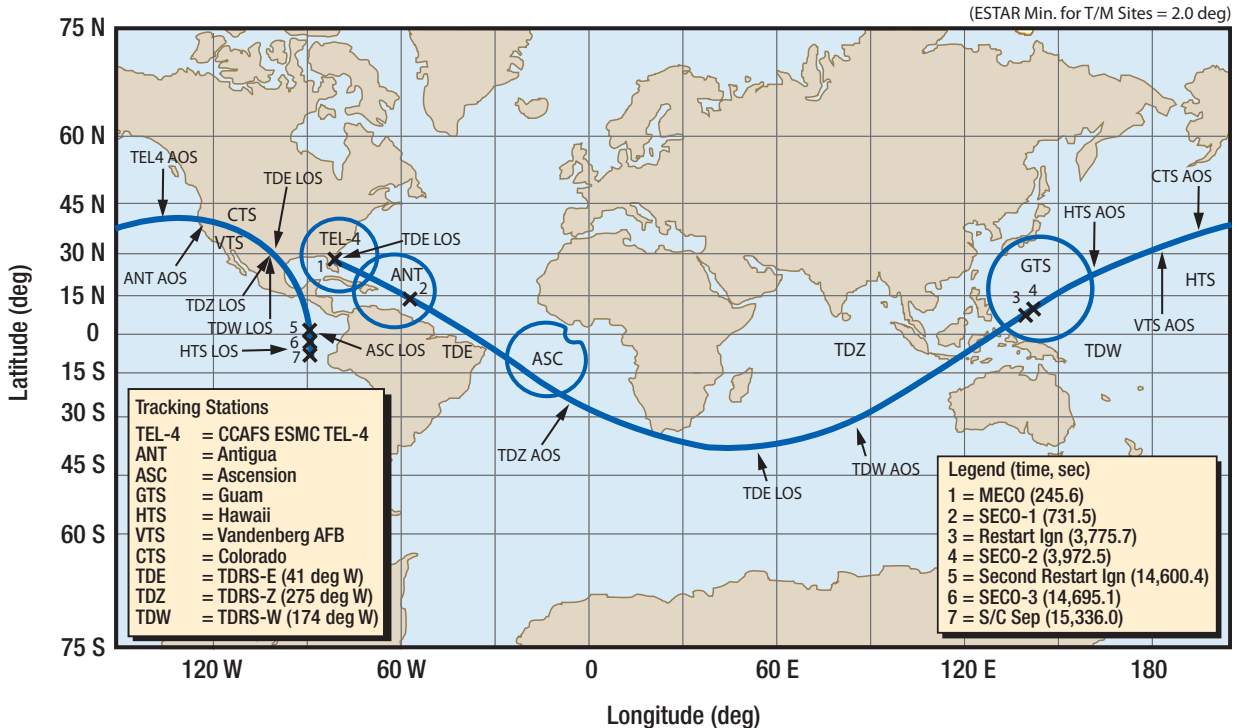 (ESTAR Min. for T/M Sites = 2.0 deg)
75 N
60 N
45 N
30 N
15 N
0
15 S
30 S
45 S
60 S
75 S
Latitude (deg)
TEL4 AOS
TDE LOS
CTS
VTS
ANT AOS
TDZ LOS
TDW LOS
HTS LOS
5
6
7
ASC LOS
TEL-4
1
TDE LOS
ANT
2
TDE
ASC
TDZ AOS
TDE LOS
TDW AOS
TDZ
GTS
3
4
HTS AOS
CTS AOS
HTS
VTS AOS
TDW
Tracking Stations
TEL-4 = CCAFS ESMC TEL-4
ANT = Antigua
ASC = Ascension
GTS = Guam
HTS = Hawaii
VTS = Vandenberg AFB
CTS = Colorado
TDE = TDRS-E (41 deg W)
TDZ = TDRS-Z (275 deg W)
TDW = TDRS-W (174 deg W)
Legend (time, sec)
1 = MECO (245.6)
2 = SECO-1 (731.5)
3 = Restart Ign (3,775.7)
4 = SECO-2 (3,972.5)
5 = Second Restart Ign (14,600.4)
6 = SECO-3 (14,695.1)
7 = S/C Sep (15,336.0)
120 W
60 W
0
60 E
120 E
180
Longitude (deg)